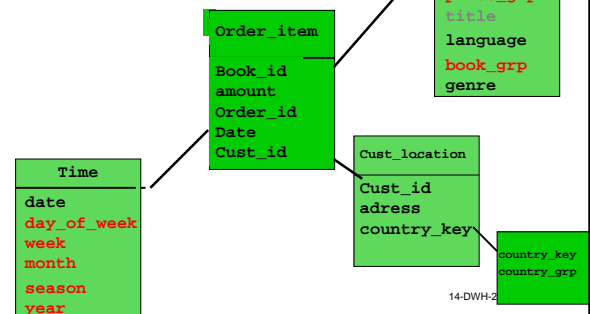 title
language
book_grp
genre
Order_item
Book_id
amount
Order_id
Date
Cust_id
Time
date
day_of_week
week
month
season
year
Cust_location
Cust_id
adress
country_key
country_key
country_grp
14-DWH-2